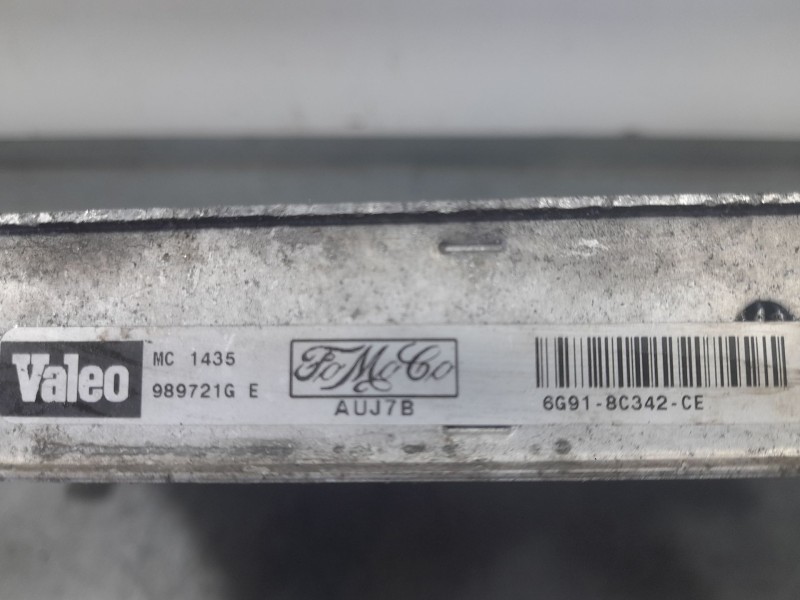 Valeo
MC 1435
989721G E
FoMoCo
AUJ7B
6G91-8C342-CE